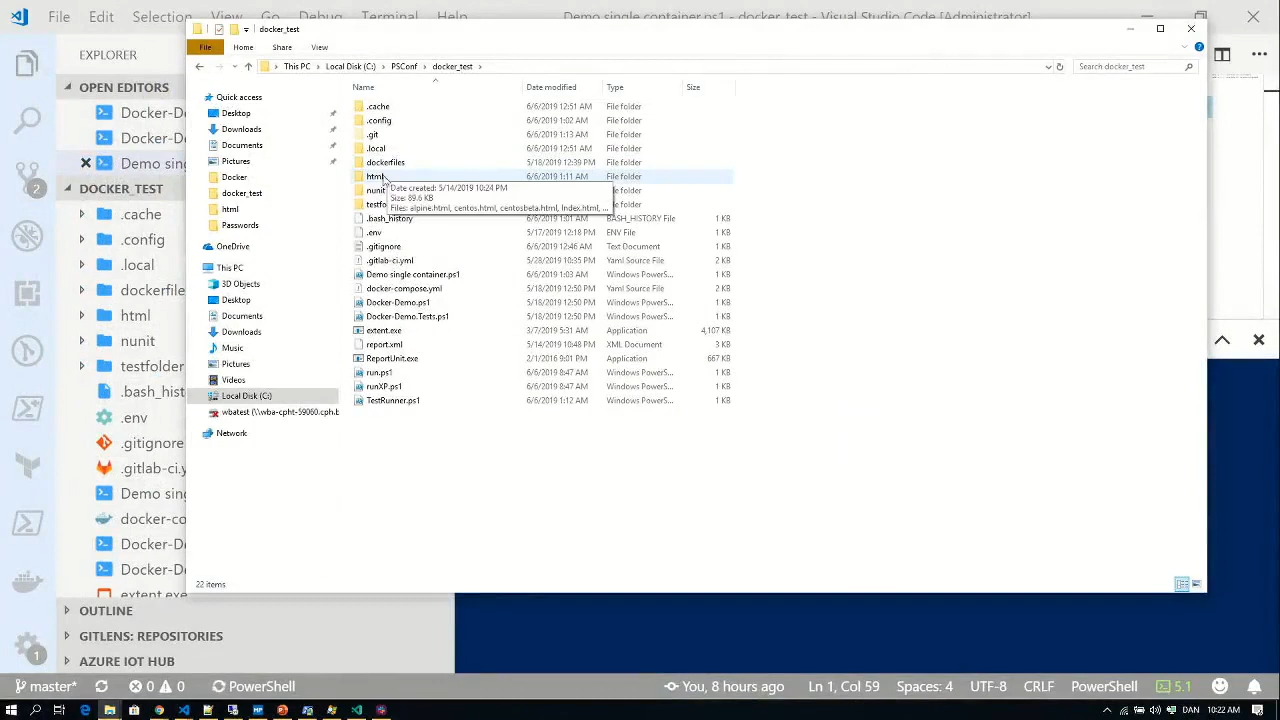 File Edit Selection View Go
Demo single container.ps1 - docker_test - Visual Studio Code [Administrator]
docker_test
File Home Share View
This PC Local Disk (C:) PSConf docker_test
Search docker_test
Name Date modified Type Size
.cache 6/6/2019 12:51 AM File folder
.config 6/6/2019 1:02 AM File folder
.git 6/6/2019 1:13 AM File folder
.local 6/6/2019 12:51 AM File folder
dockerfiles 5/18/2019 12:39 PM File folder
html 6/6/2019 1:11 AM File folder
nunit File folder
testfo File folder
Date created: 5/14/2019 10:24 PM
Size: 89.6 KB
Files: alpine.html, centos.html, centosbeta.html, Index.html, ...
.bash_history 6/6/2019 1:01 AM BASH_HISTORY File 1 KB
.env 5/17/2019 12:18 PM ENV File 1 KB
.gitignore 6/6/2019 12:46 AM Text Document 1 KB
.gitlab-ci.yml 5/28/2019 10:35 PM Yaml Source File 2 KB
Demo single container.ps1 6/6/2019 1:03 AM Windows PowerS... 1 KB
docker-compose.yml 5/18/2019 12:50 PM Yaml Source File 2 KB
Docker-Demo.ps1 5/18/2019 12:50 PM Windows PowerS... 1 KB
Docker-Demo.Tests.ps1 5/18/2019 12:50 PM Windows PowerS... 1 KB
extent.exe 3/7/2019 5:31 AM Application 4,107 KB
report.xml 5/14/2019 10:48 PM XML Document 3 KB
ReportUnit.exe 2/1/2016 9:01 PM Application 667 KB
run.ps1 6/6/2019 8:47 AM Windows PowerS... 1 KB
runXP.ps1 6/6/2019 8:47 AM Windows PowerS... 1 KB
TestRunner.ps1 6/6/2019 1:12 AM Windows PowerS... 1 KB
Quick access
Desktop
Downloads
Documents
Pictures
Docker
docker_test
html
Passwords
OneDrive
This PC
3D Objects
Desktop
Documents
Downloads
Music
Pictures
Videos
Local Disk (C:)
wbatest (\\wba-cpht-59060.cph.b
Network
22 items
EXPLORER
OPEN EDITORS
Docker-D
Docker-D
Demo sin
DOCKER_TEST
.cache
.config
.local
dockerfile
html
nunit
testfolder
.bash_hist
.env
.gitignore
.gitlab-ci.y
Demo sing
docker-co
Docker-De
Docker-De
extent.exe
OUTLINE
GITLENS: REPOSITORIES
AZURE IOT HUB
1
master 0 0 PowerShell You, 8 hours ago Ln 1, Col 59 Spaces: 4 UTF-8 CRLF PowerShell 5.1
DAN 10:22 AM